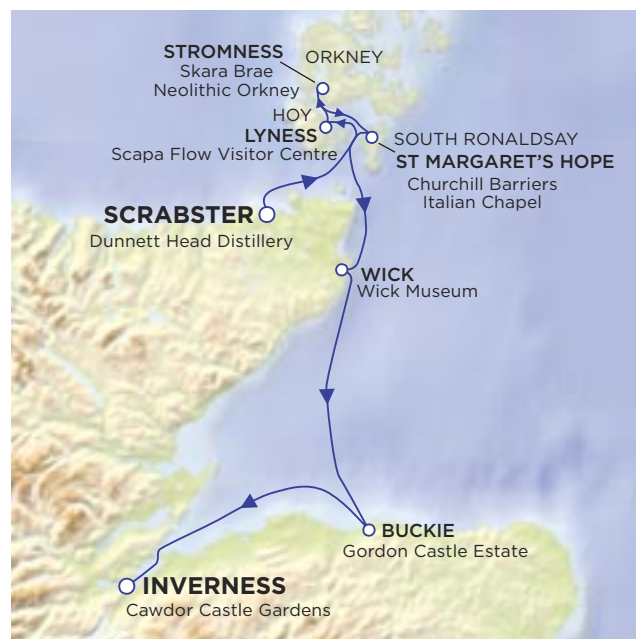 STROMNESS
Skara Brae
Neolithic Orkney
ORKNEY
HOY
LYNESS
Scapa Flow Visitor Centre
SOUTH RONALDSAY
ST MARGARET'S HOPE
Churchill Barriers
Italian Chapel
SCRABSTER
Dunnett Head Distillery
WICK
Wick Museum
BUCKIE
Gordon Castle Estate
INVERNESS
Cawdor Castle Gardens